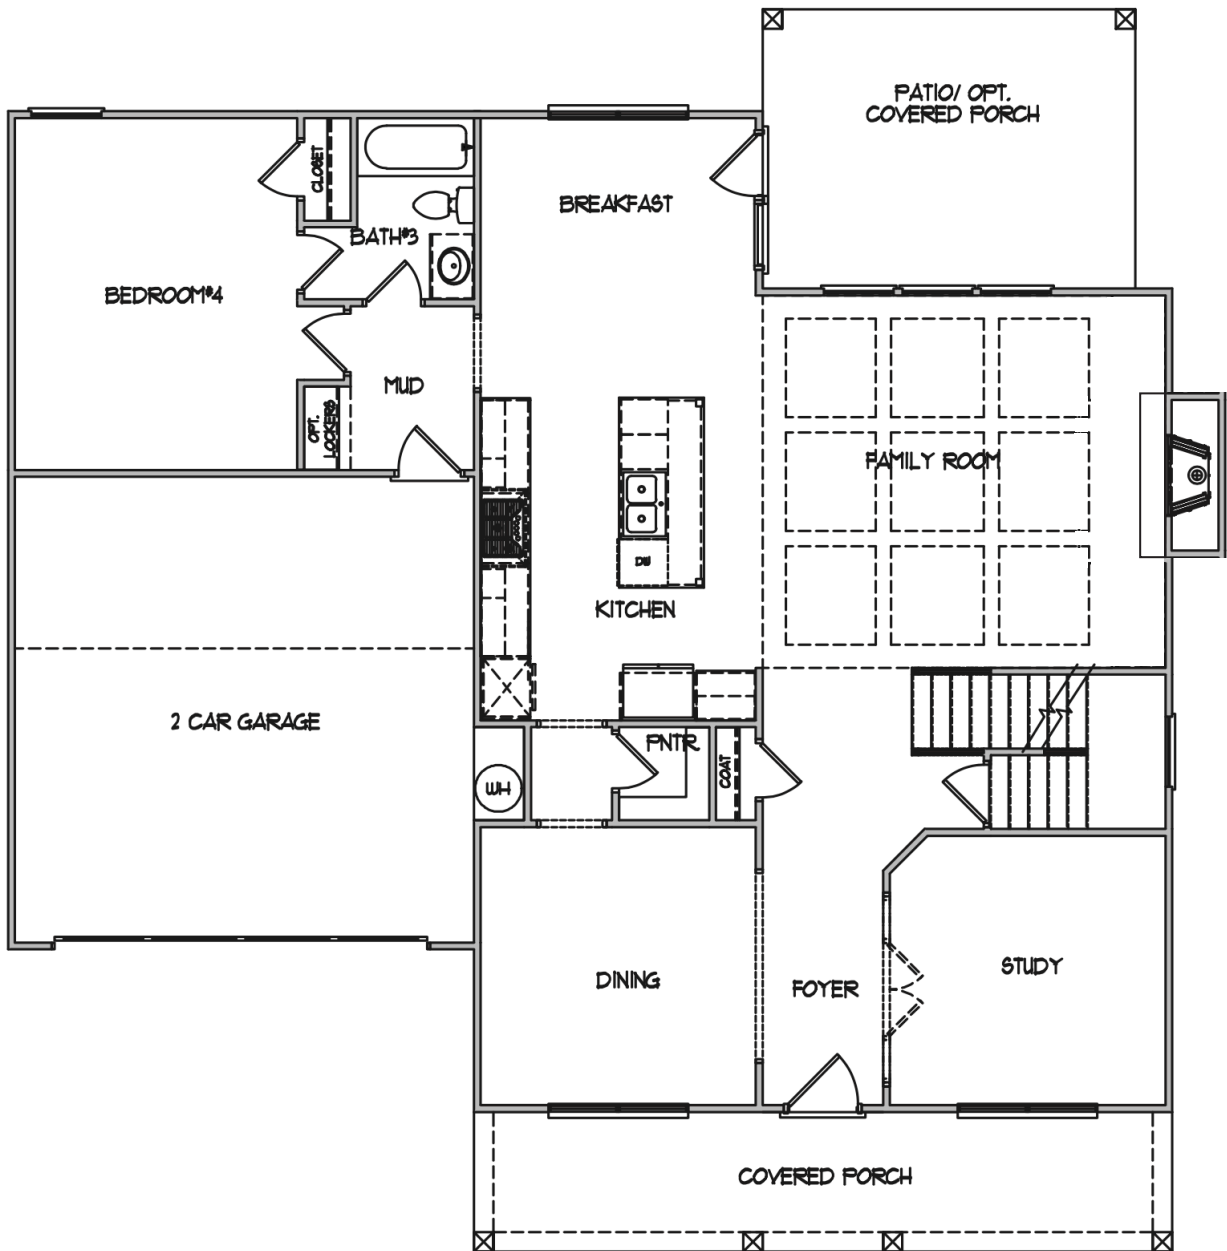 PATIO/ OPT.
COVERED PORCH
CLOSET
BREAKFAST
BATH#3
BEDROOM#4
MUD
OPT.
LOCKERS
FAMILY ROOM
DW
KITCHEN
2 CAR GARAGE
PNTR
COAT
WH
DINING
FOYER
STUDY
COVERED PORCH